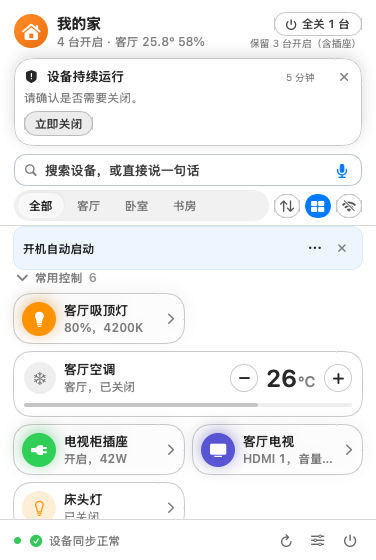 我的家
4 台开启 · 客厅 25.8° 58%
全关 1 台
保留 3 台开启（含插座）
设备持续运行
5 分钟
请确认是否需要关闭。
立即关闭
搜索设备，或直接说一句话
全部 客厅 卧室 书房
开机自动启动
常用控制 6
客厅吸顶灯
80%，4200K
客厅空调
客厅，已关闭
26°C
电视柜插座
开启，42W
客厅电视
HDMI 1，音量...
床头灯
已关闭
设备同步正常